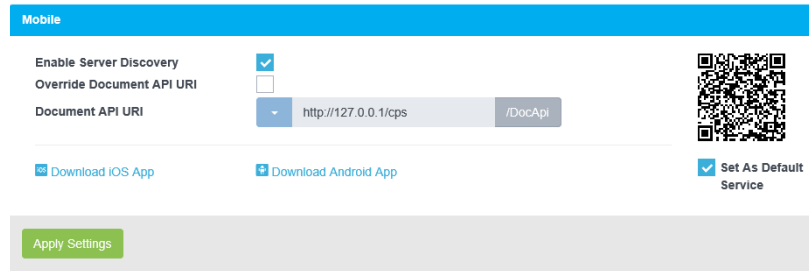 Mobile
Enable Server Discovery
Override Document API URI
Document API URI
http://127.0.0.1/cps
/DocApi
iOS Download iOS App
Download Android App
Set As Default
Service
Apply Settings